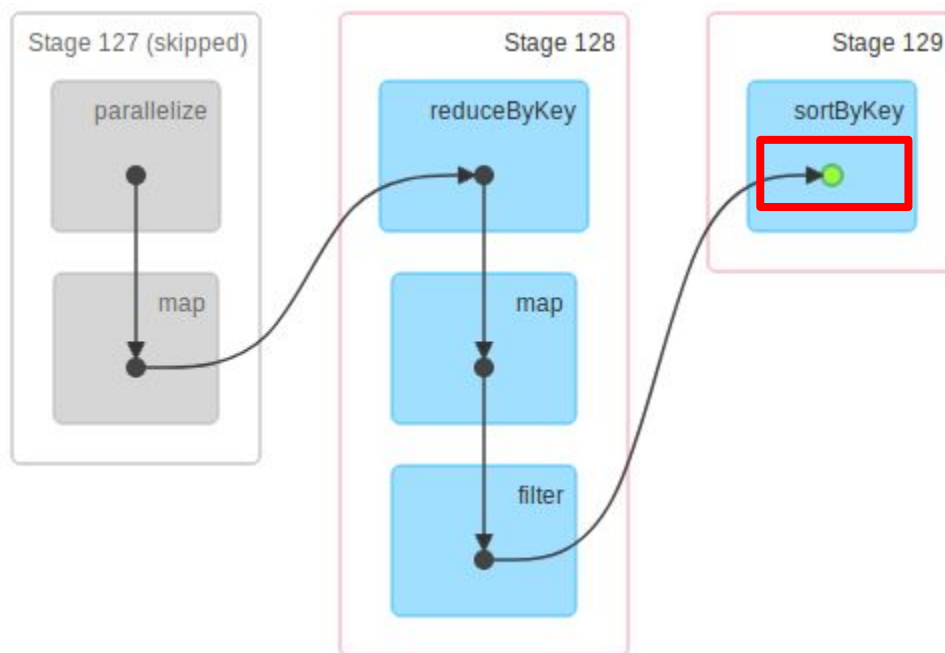 Stage 127 (skipped)
parallelize
map
Stage 128
reduceByKey
map
filter
Stage 129
sortByKey